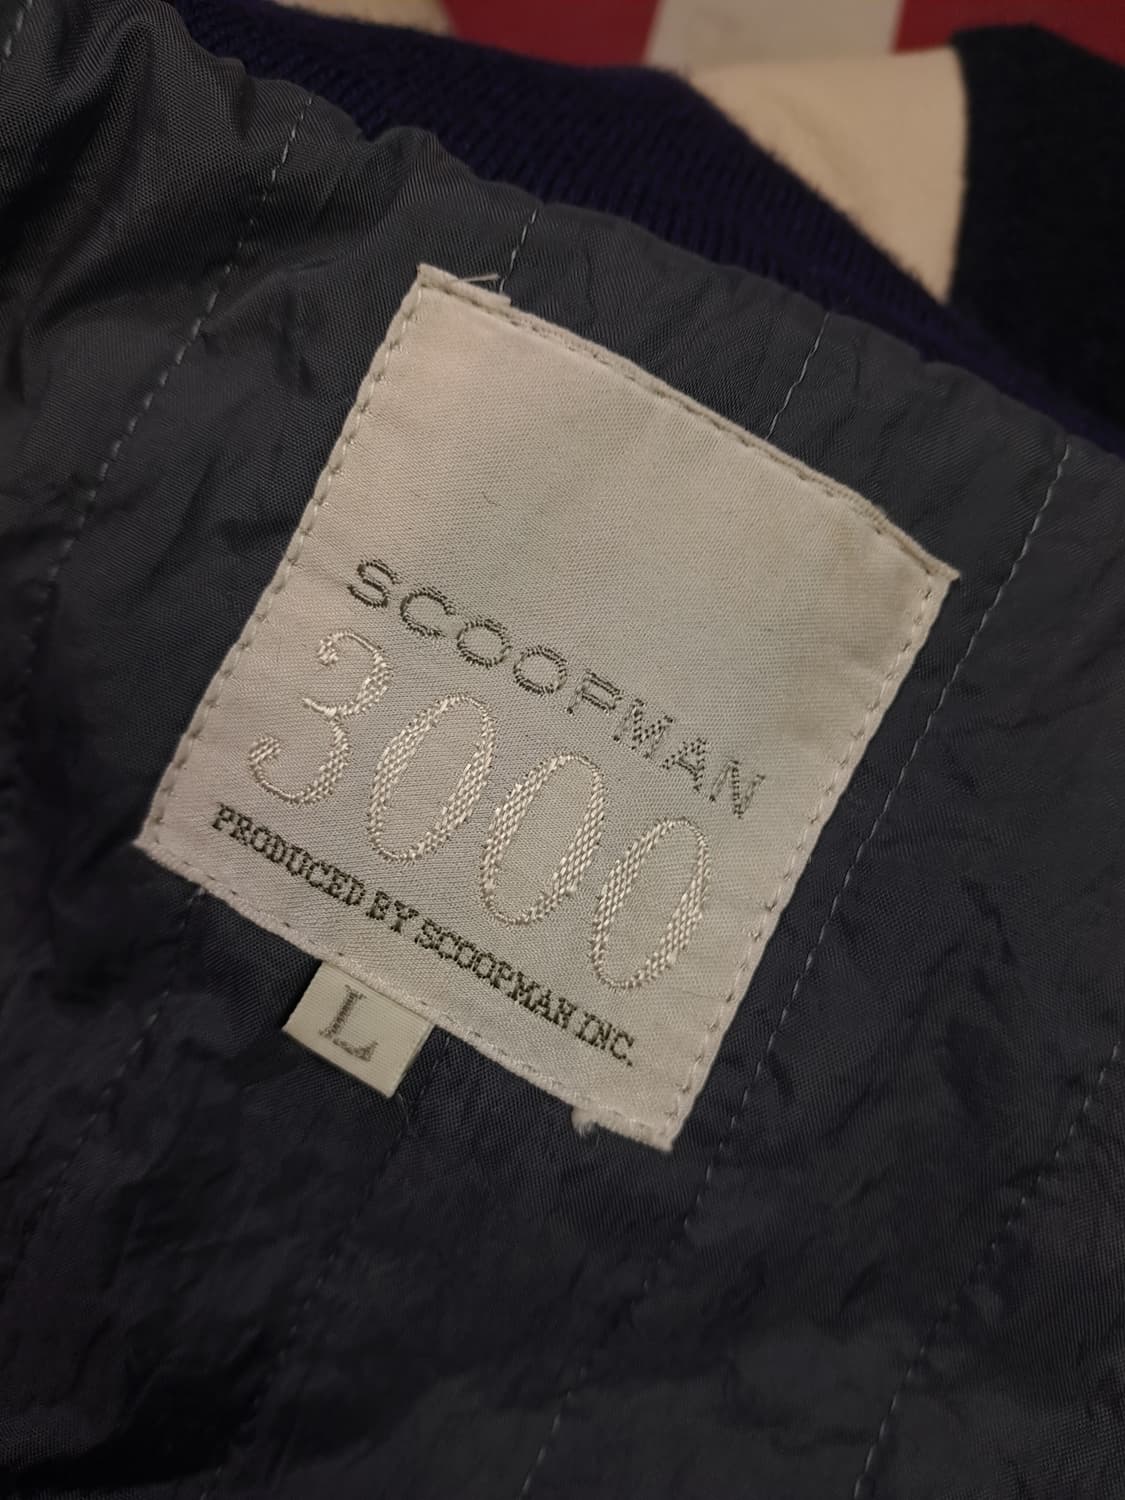 SCOOPMAN
3000
PRODUCED BY SCOOPMAN INC.
L